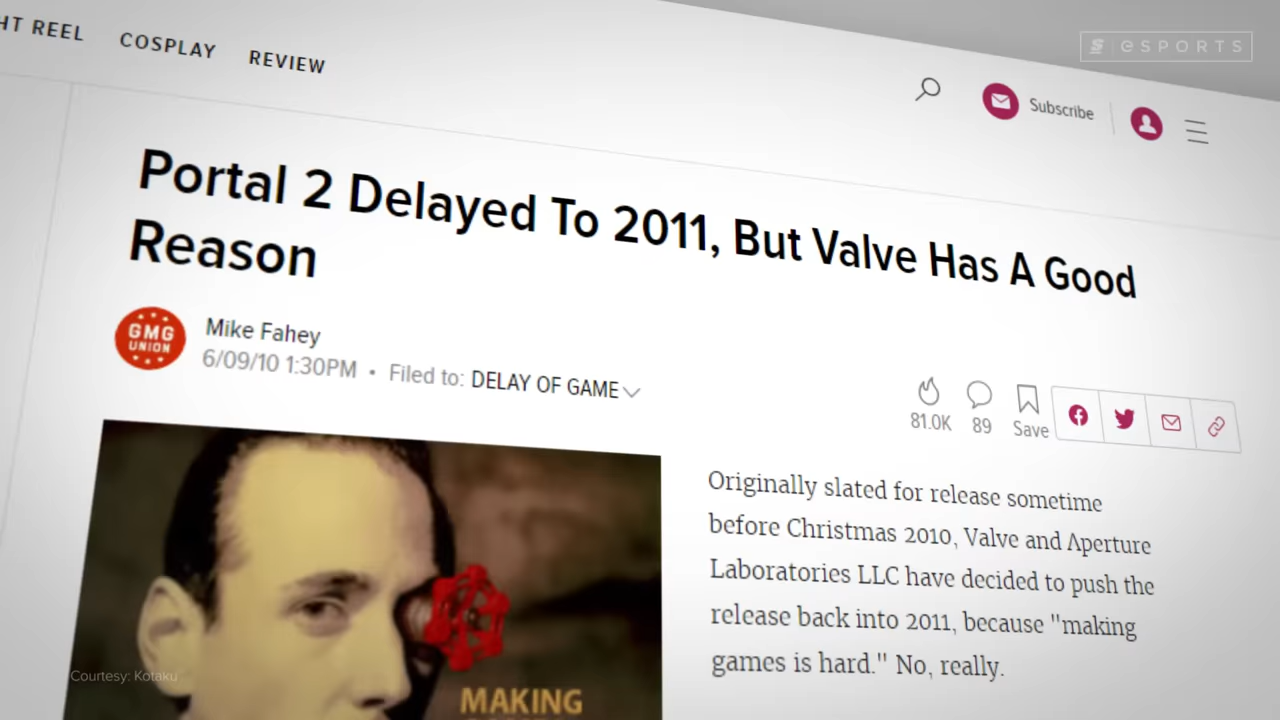 HT REEL COSPLAY REVIEW
ESPORTS
Subscribe
Portal 2 Delayed To 2011, But Valve Has A Good
Reason
GMG
UNION
Mike Fahey
6/09/10 1:30PM • Filed to: DELAY OF GAME
81.0K 89 Save
Originally slated for release sometime
before Christmas 2010, Valve and Aperture
Laboratories LLC have decided to push the
release back into 2011, because "making
games is hard." No, really.
Courtesy: Kotaku
MAKING